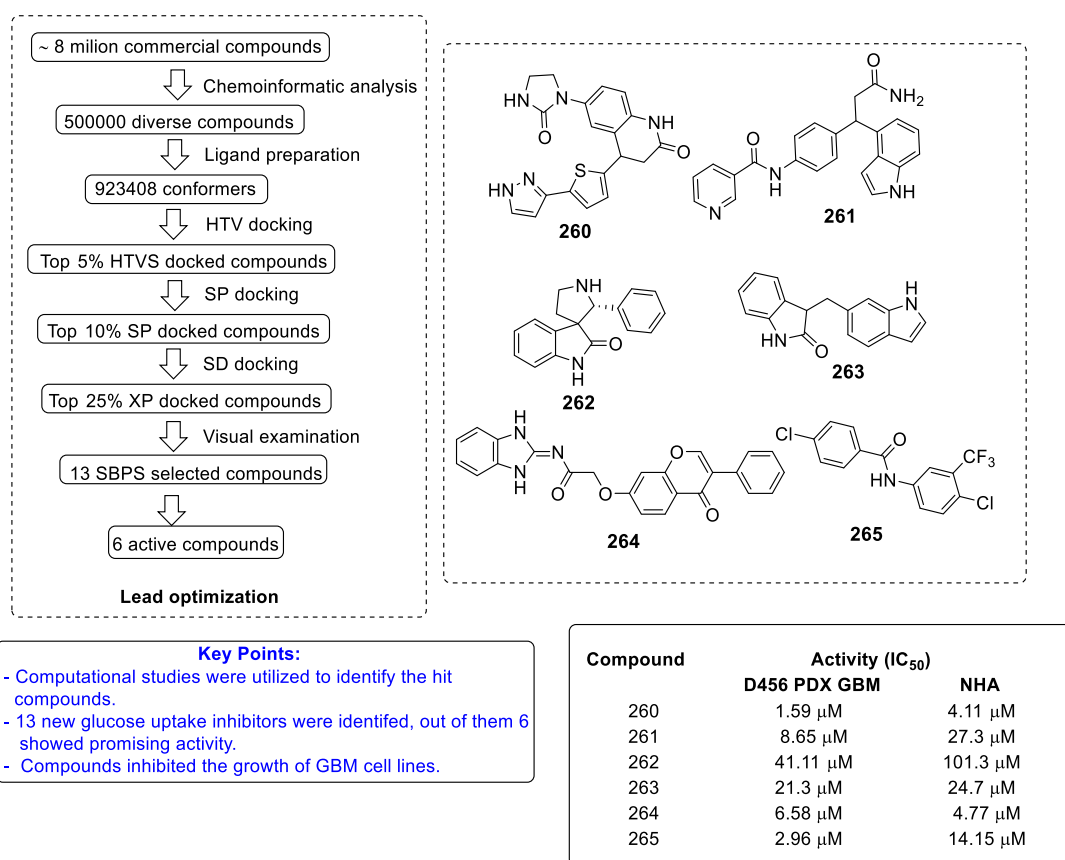 ~ 8 milion commercial compounds
Chemoinformatic analysis
500000 diverse compounds
Ligand preparation
923408 conformers
HTV docking
Top 5% HTVS docked compounds
SP docking
Top 10% SP docked compounds
SD docking
Top 25% XP docked compounds
Visual examination
13 SBPS selected compounds
6 active compounds
Lead optimization
HN
N
O
NH
O
S
HN
N
260
O
NH2
O
N
H
N
NH
261
NH
O
N
H
262
H
N
N
H
O
263
H
N
N
H
N
O
O
O
O
264
Cl
O
NH
CF3
Cl
265
Key Points:
- Computational studies were utilized to identify the hit
compounds.
- 13 new glucose uptake inhibitors were identifed, out of them 6
showed promising activity.
- Compounds inhibited the growth of GBM cell lines.
Compound Activity (IC50)
D456 PDX GBM NHA
260 1.59 μM 4.11 μM
261 8.65 μM 27.3 μM
262 41.11 μM 101.3 μM
263 21.3 μM 24.7 μM
264 6.58 μM 4.77 μM
265 2.96 μM 14.15 μM